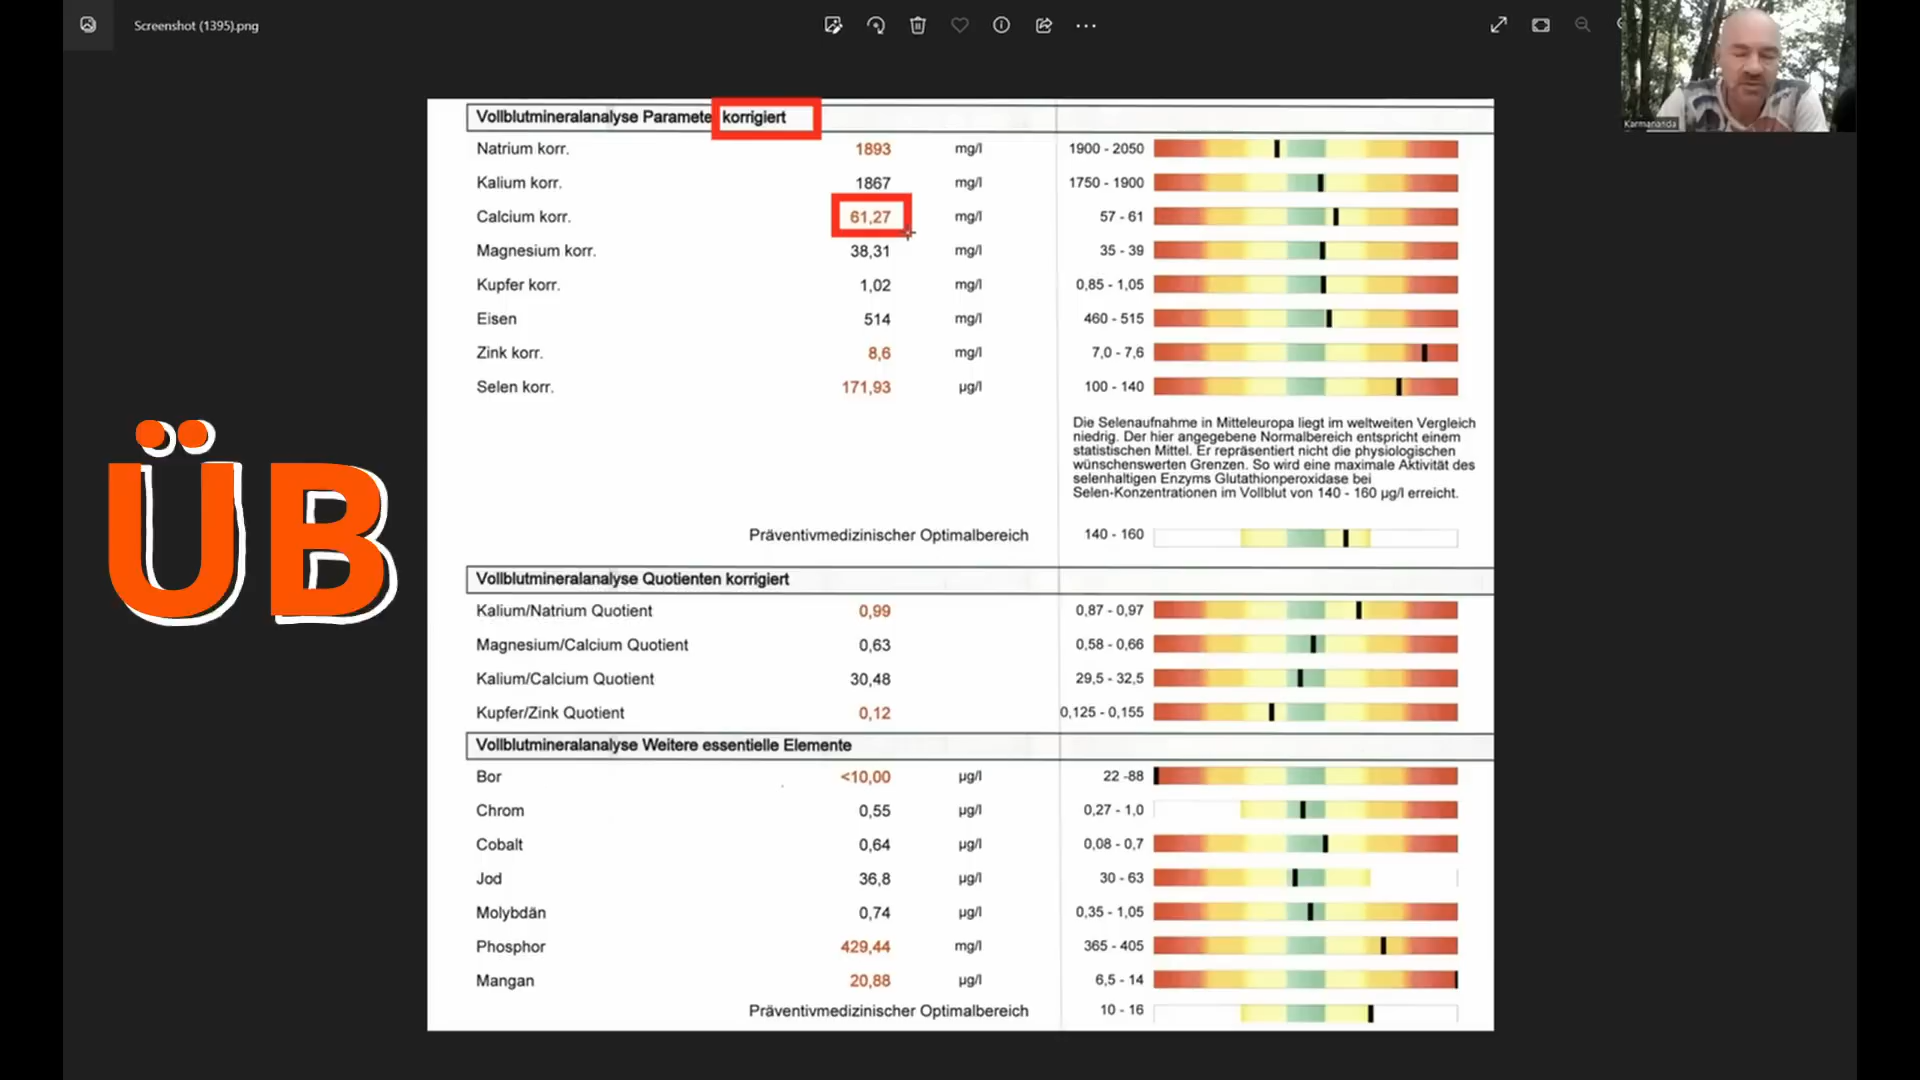 Screenshot (1395).png
Karmananda
Vollblutmineralanalyse Paramete korrigiert
Natrium korr. 1893 mg/l 1900 - 2050
Kalium korr. 1867 mg/l 1750 - 1900
Calcium korr. 61,27 mg/l 57 - 61
Magnesium korr. 38,31 mg/l 35 - 39
Kupfer korr. 1,02 mg/l 0,85 - 1,05
Eisen 514 mg/l 460 - 515
Zink korr. 8,6 mg/l 7,0 - 7,6
Selen korr. 171,93 µg/l 100 - 140
Die Selenaufnahme in Mitteleuropa liegt im weltweiten Vergleich
niedrig. Der hier angegebene Normalbereich entspricht einem
statistischen Mittel. Er repräsentiert nicht die physiologischen
wünschenswerten Grenzen. So wird eine maximale Aktivität des
selenhaltigen Enzyms Glutathionperoxidase bei
Selen-Konzentrationen im Vollblut von 140 - 160 µg/l erreicht.
ÜB
Präventivmedizinischer Optimalbereich 140 - 160
Vollblutmineralanalyse Quotienten korrigiert
Kalium/Natrium Quotient 0,99 0,87 - 0,97
Magnesium/Calcium Quotient 0,63 0,58 - 0,66
Kalium/Calcium Quotient 30,48 29,5 - 32,5
Kupfer/Zink Quotient 0,12 0,125 - 0,155
Vollblutmineralanalyse Weitere essentielle Elemente
Bor <10,00 µg/l 22 -88
Chrom 0,55 µg/l 0,27 - 1,0
Cobalt 0,64 µg/l 0,08 - 0,7
Jod 36,8 µg/l 30 - 63
Molybdän 0,74 µg/l 0,35 - 1,05
Phosphor 429,44 mg/l 365 - 405
Mangan 20,88 µg/l 6,5 - 14
Präventivmedizinischer Optimalbereich 10 - 16